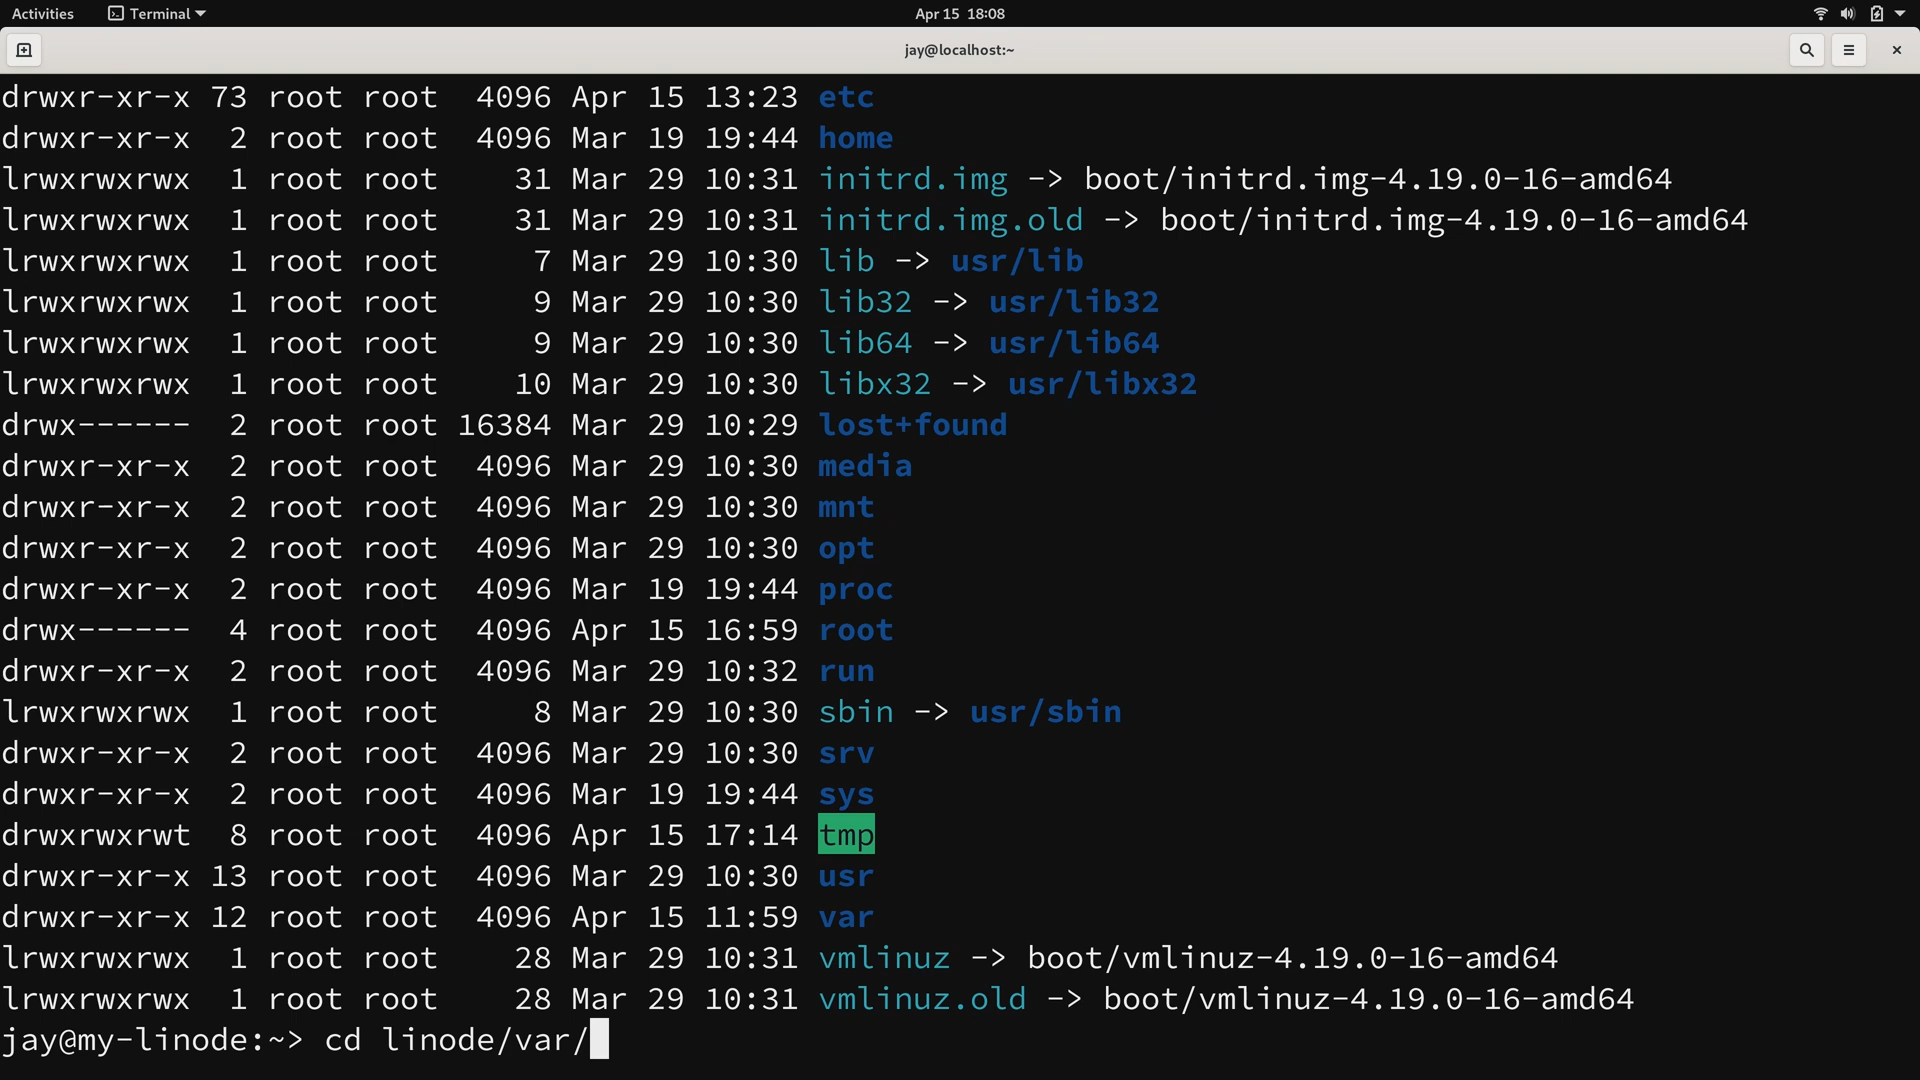 Activities Terminal Apr 15 18:08
jay@localhost:~
drwxr-xr-x 73 root root  4096 Apr 15 13:23 etc
drwxr-xr-x  2 root root  4096 Mar 19 19:44 home
lrwxrwxrwx  1 root root    31 Mar 29 10:31 initrd.img -> boot/initrd.img-4.19.0-16-amd64
lrwxrwxrwx  1 root root    31 Mar 29 10:31 initrd.img.old -> boot/initrd.img-4.19.0-16-amd64
lrwxrwxrwx  1 root root     7 Mar 29 10:30 lib -> usr/lib
lrwxrwxrwx  1 root root     9 Mar 29 10:30 lib32 -> usr/lib32
lrwxrwxrwx  1 root root     9 Mar 29 10:30 lib64 -> usr/lib64
lrwxrwxrwx  1 root root    10 Mar 29 10:30 libx32 -> usr/libx32
drwx------  2 root root 16384 Mar 29 10:29 lost+found
drwxr-xr-x  2 root root  4096 Mar 29 10:30 media
drwxr-xr-x  2 root root  4096 Mar 29 10:30 mnt
drwxr-xr-x  2 root root  4096 Mar 29 10:30 opt
drwxr-xr-x  2 root root  4096 Mar 19 19:44 proc
drwx------  4 root root  4096 Apr 15 16:59 root
drwxr-xr-x  2 root root  4096 Mar 29 10:32 run
lrwxrwxrwx  1 root root     8 Mar 29 10:30 sbin -> usr/sbin
drwxr-xr-x  2 root root  4096 Mar 29 10:30 srv
drwxr-xr-x  2 root root  4096 Mar 19 19:44 sys
drwxrwxrwt  8 root root  4096 Apr 15 17:14 tmp
drwxr-xr-x 13 root root  4096 Mar 29 10:30 usr
drwxr-xr-x 12 root root  4096 Apr 15 11:59 var
lrwxrwxrwx  1 root root    28 Mar 29 10:31 vmlinuz -> boot/vmlinuz-4.19.0-16-amd64
lrwxrwxrwx  1 root root    28 Mar 29 10:31 vmlinuz.old -> boot/vmlinuz-4.19.0-16-amd64
jay@my-linode:~> cd linode/var/